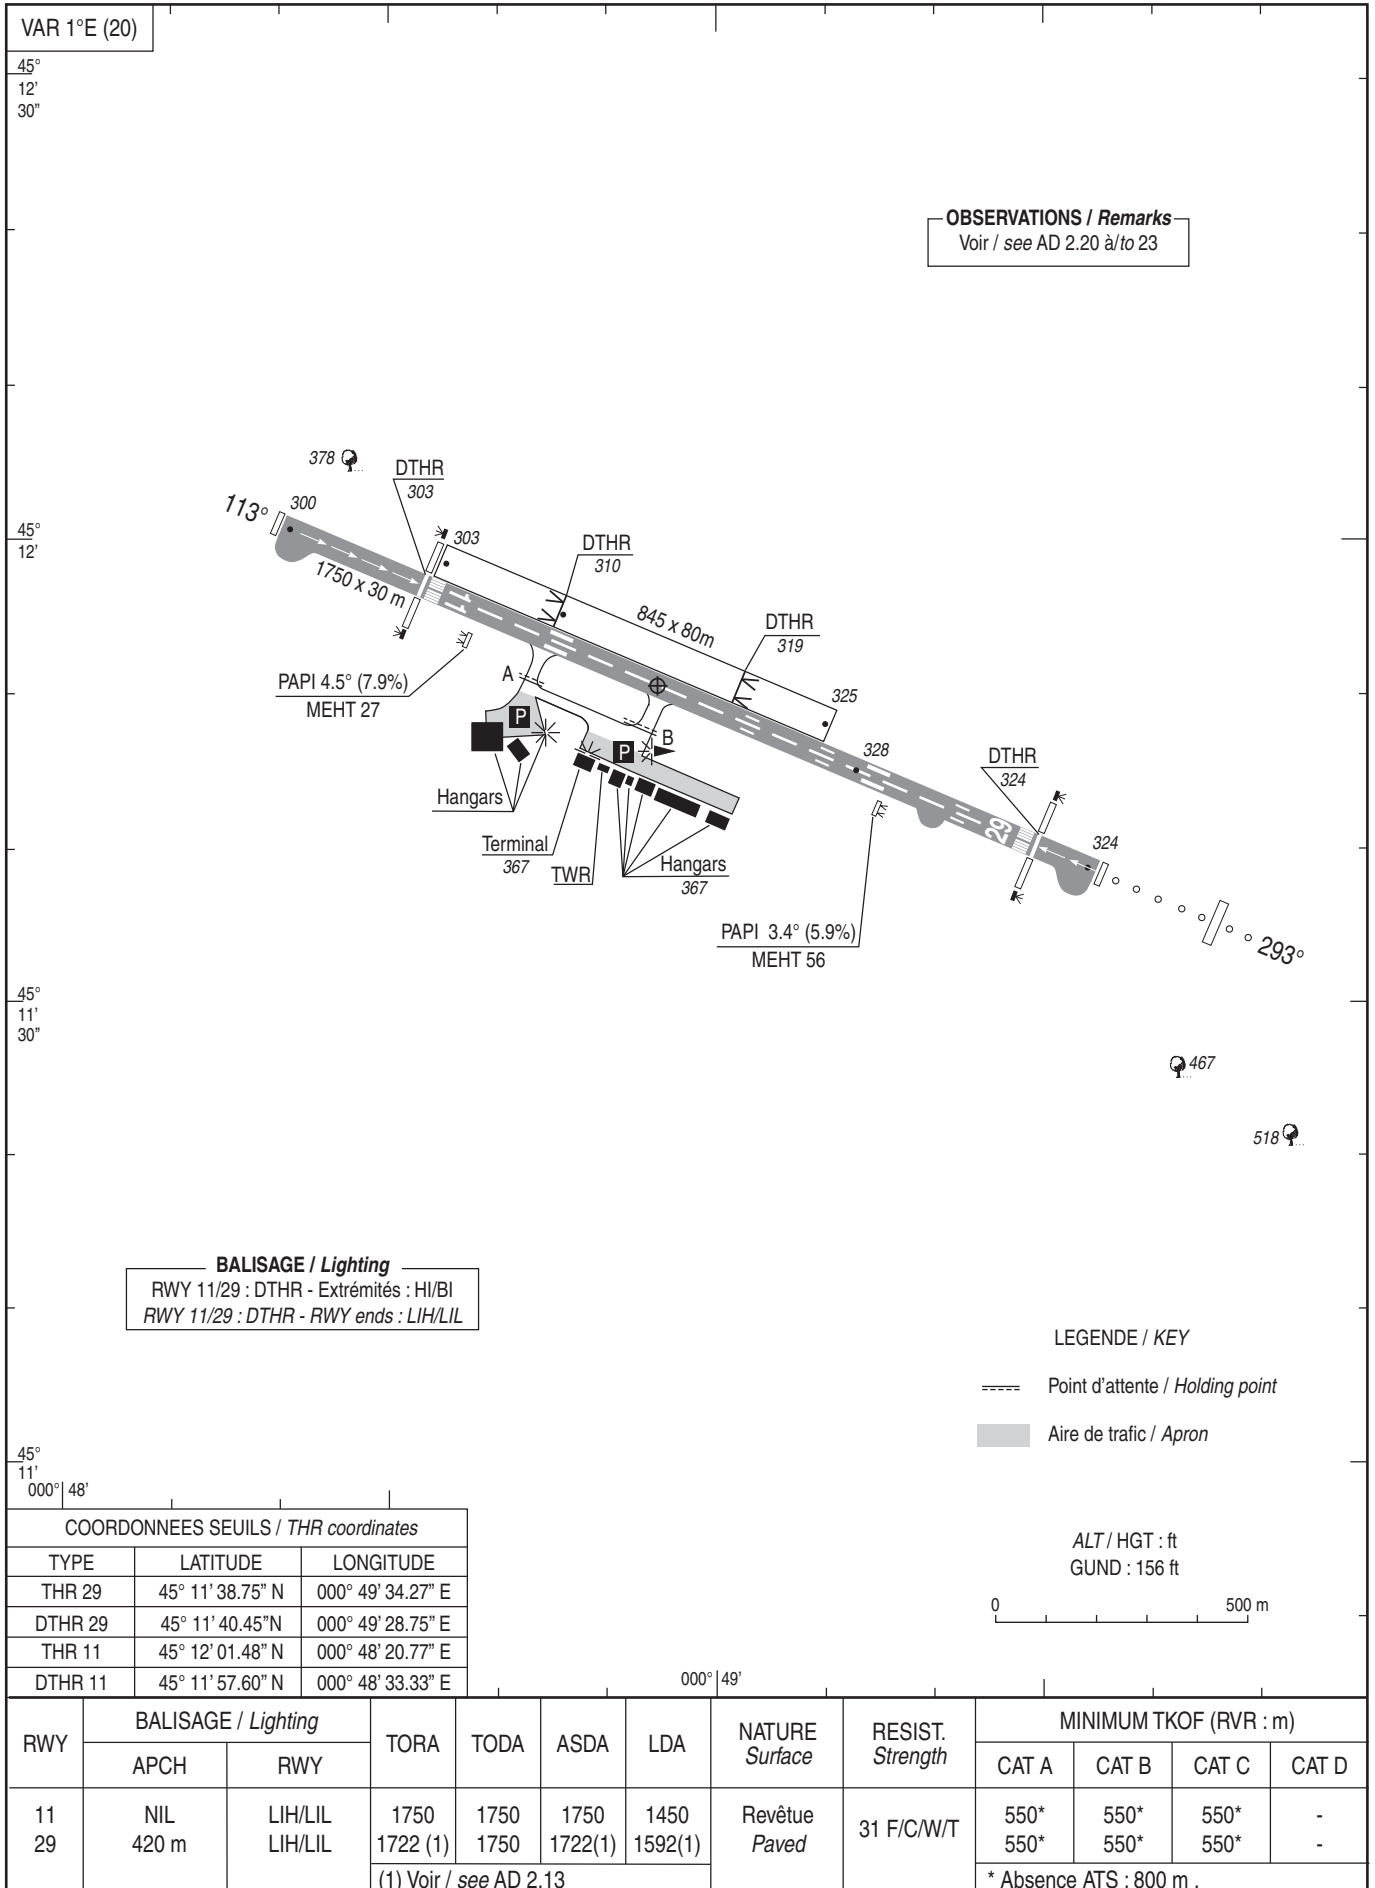 VAR 1°E (20)
45°
12'
30”
OBSERVATIONS / Remarks
Voir / see AD 2.20 à/to 23
378
DTHR
303
113°
300
45°
12'
303
DTHR
310
1750 x 30 m
845 x 80m
DTHR
319
A
PAPI 4.5° (7.9%)
MEHT 27
325
P
P
B
328
DTHR
324
Hangars
29
324
Terminal
367
TWR
Hangars
367
PAPI 3.4° (5.9%)
MEHT 56
293°
45°
11'
30”
467
518
BALISAGE / Lighting
RWY 11/29 : DTHR - Extrémités : HI/BI
RWY 11/29 : DTHR - RWY ends : LIH/LIL
LEGENDE / KEY
Point d'attente / Holding point
Aire de trafic / Apron
45°
11'
000° 48'
COORDONNEES SEUILS / THR coordinates
TYPE LATITUDE LONGITUDE
THR 29 45° 11' 38.75” N 000° 49' 34.27” E
DTHR 29 45° 11' 40.45”N 000° 49' 28.75” E
THR 11 45° 12' 01.48” N 000° 48' 20.77” E
DTHR 11 45° 11' 57.60” N 000° 48' 33.33” E
ALT / HGT : ft
GUND : 156 ft
0 500 m
000° 49'
RWY BALISAGE / Lighting TORA TODA ASDA LDA NATURE Surface RESIST. Strength MINIMUM TKOF (RVR : m)
APCH RWY CAT A CAT B CAT C CAT D
11 NIL LIH/LIL 1750 1750 1750 1450 Revêtue 31 F/C/W/T 550* 550* 550* -
29 420 m LIH/LIL 1722 (1) 1750 1722(1) 1592(1) Paved 550* 550* 550* -
(1) Voir / see AD 2.13 * Absence ATS : 800 m .